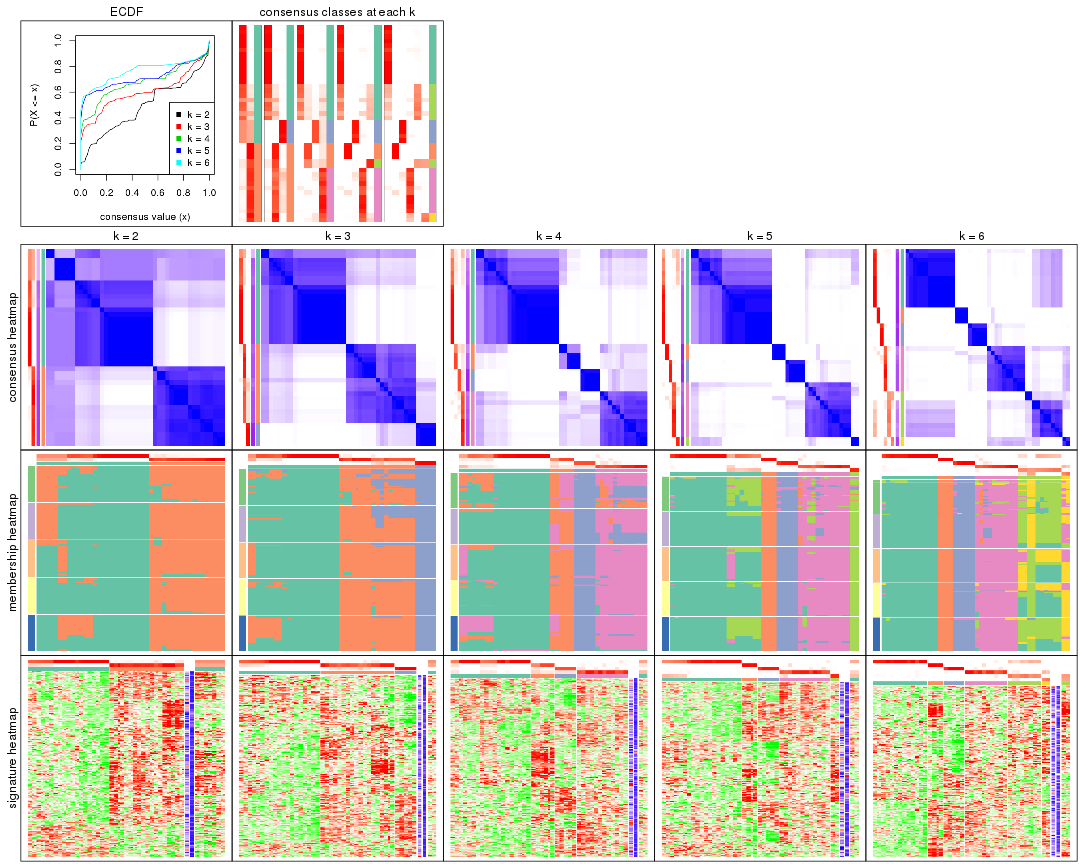 ECDF
consensus classes at each k
P(X <= x)
1.0
0.8
0.6
0.4
0.2
0.0
k = 2
k = 3
k = 4
k = 5
k = 6
0.0 0.2 0.4 0.6 0.8 1.0
consensus value (x)
k = 2
k = 3
k = 4
k = 5
k = 6
consensus heatmap
membership heatmap
signature heatmap